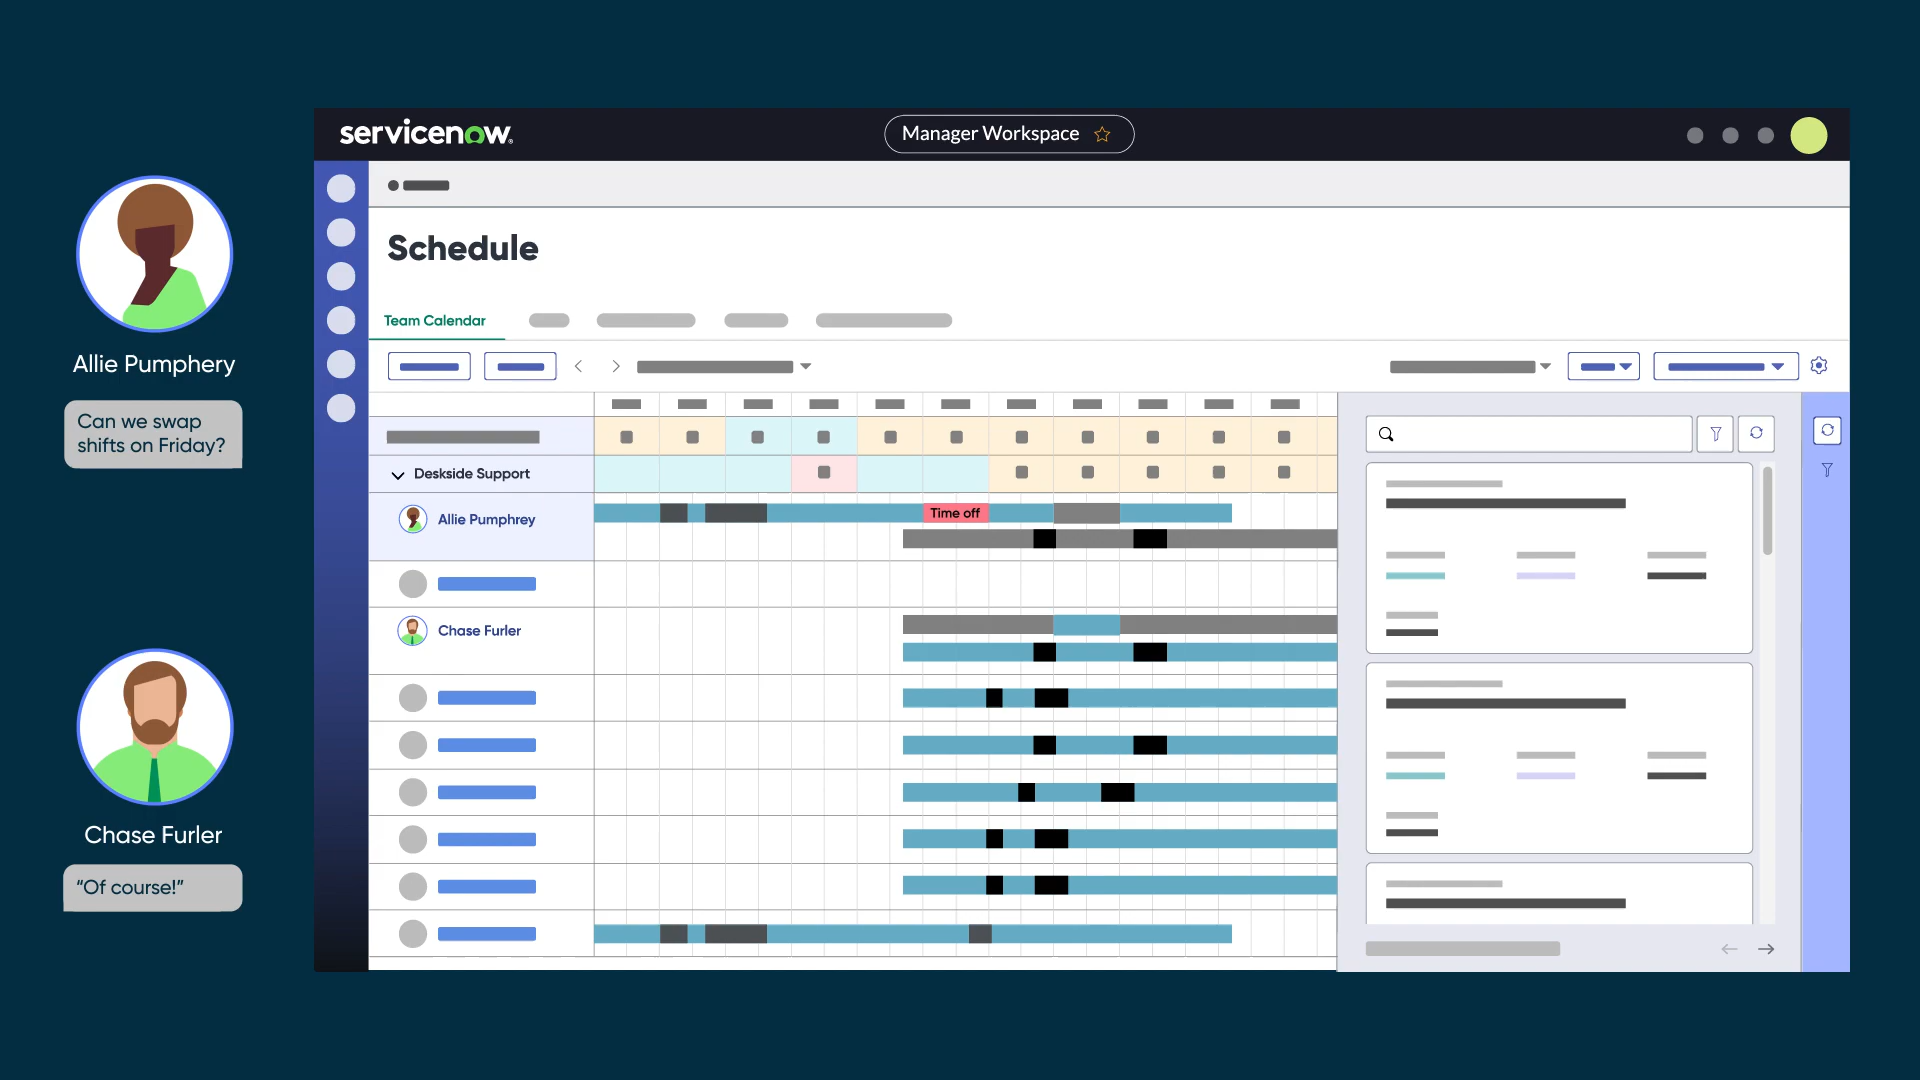 servicenow
Manager Workspace
Schedule
Team Calendar
Allie Pumphery
Can we swap
shifts on Friday?
Deskside Support
Allie Pumphrey
Time off
Chase Furler
Chase Furler
“Of course!”